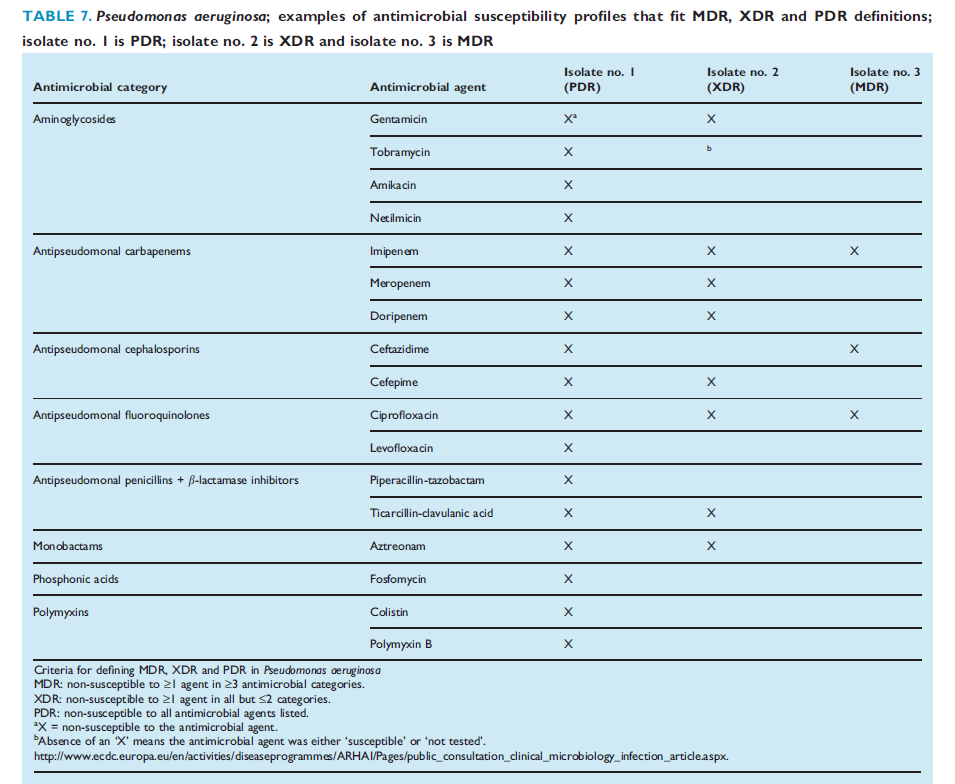 TABLE 7. Pseudomonas aeruginosa; examples of antimicrobial susceptibility profiles that fit MDR, XDR and PDR definitions;
isolate no. 1 is PDR; isolate no. 2 is XDR and isolate no. 3 is MDR
Antimicrobial category Antimicrobial agent Isolate no. 1 (PDR) Isolate no. 2 (XDR) Isolate no. 3 (MDR)
Aminoglycosides Gentamicin Xa X
Tobramycin X b
Amikacin X
Netilmicin X
Antipseudomonal carbapenems Imipenem X X X
Meropenem X X
Doripenem X X
Antipseudomonal cephalosporins Ceftazidime X X
Cefepime X X
Antipseudomonal fluoroquinolones Ciprofloxacin X X X
Levofloxacin X
Antipseudomonal penicillins + β-lactamase inhibitors Piperacillin-tazobactam X
Ticarcillin-clavulanic acid X X
Monobactams Aztreonam X X
Phosphonic acids Fosfomycin X
Polymyxins Colistin X
Polymyxin B X
Criteria for defining MDR, XDR and PDR in Pseudomonas aeruginosa
MDR: non-susceptible to ≥1 agent in ≥3 antimicrobial categories.
XDR: non-susceptible to ≥1 agent in all but ≤2 categories.
PDR: non-susceptible to all antimicrobial agents listed.
aX = non-susceptible to the antimicrobial agent.
bAbsence of an ‘X’ means the antimicrobial agent was either ‘susceptible’ or ‘not tested’.
http://www.ecdc.europa.eu/en/activities/diseaseprogrammes/ARHAI/Pages/public_consultation_clinical_microbiology_infection_article.aspx.